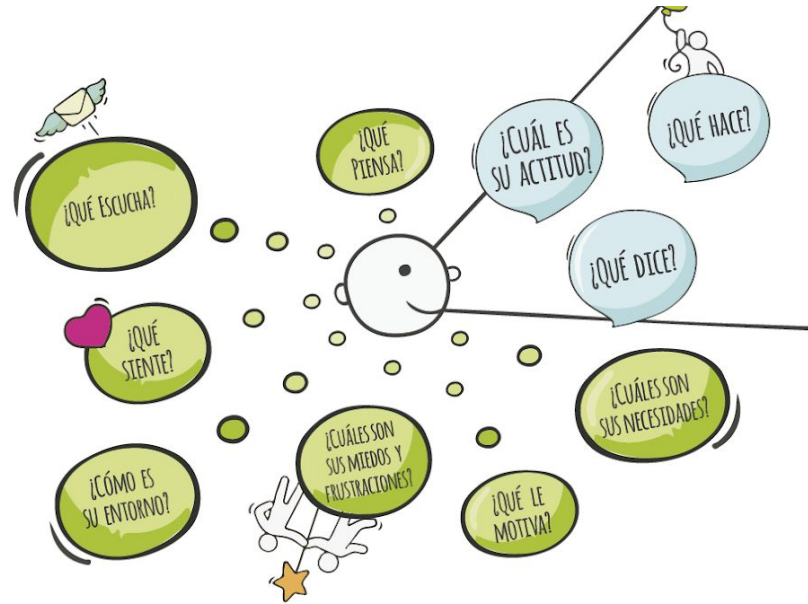 ¿QUÉ ESCUCHA?
¿QUÉ
PIENSA?
¿CUÁL ES
SU ACTITUD?
¿QUÉ HACE?
¿QUÉ DICE?
¿QUÉ
SIENTE?
¿CUÁLES SON
SUS NECESIDADES?
¿CÓMO ES
SU ENTORNO?
¿CUÁLES SON
SUS MIEDOS Y
FRUSTRACIONES?
¿QUÉ LE
MOTIVA?